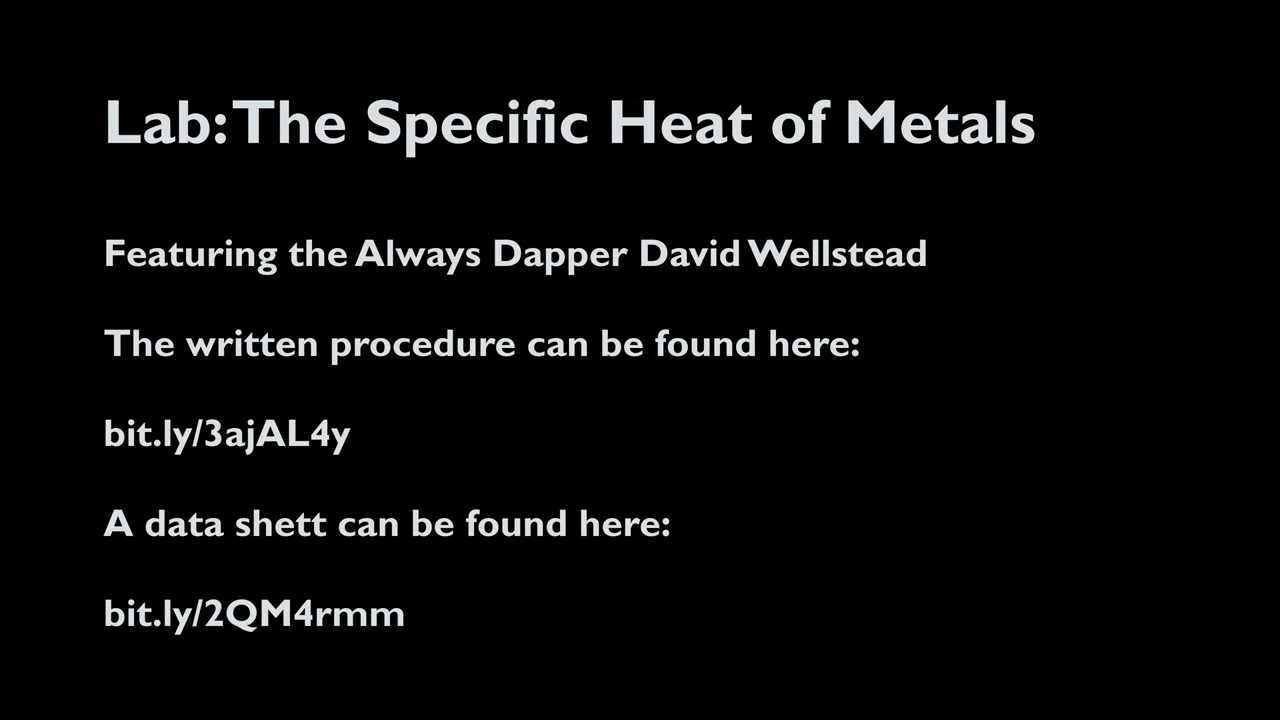 Lab: The Specific Heat of Metals
Featuring the Always Dapper David Wellstead
The written procedure can be found here:
bit.ly/3ajAL4y
A data shett can be found here:
bit.ly/2QM4rmm